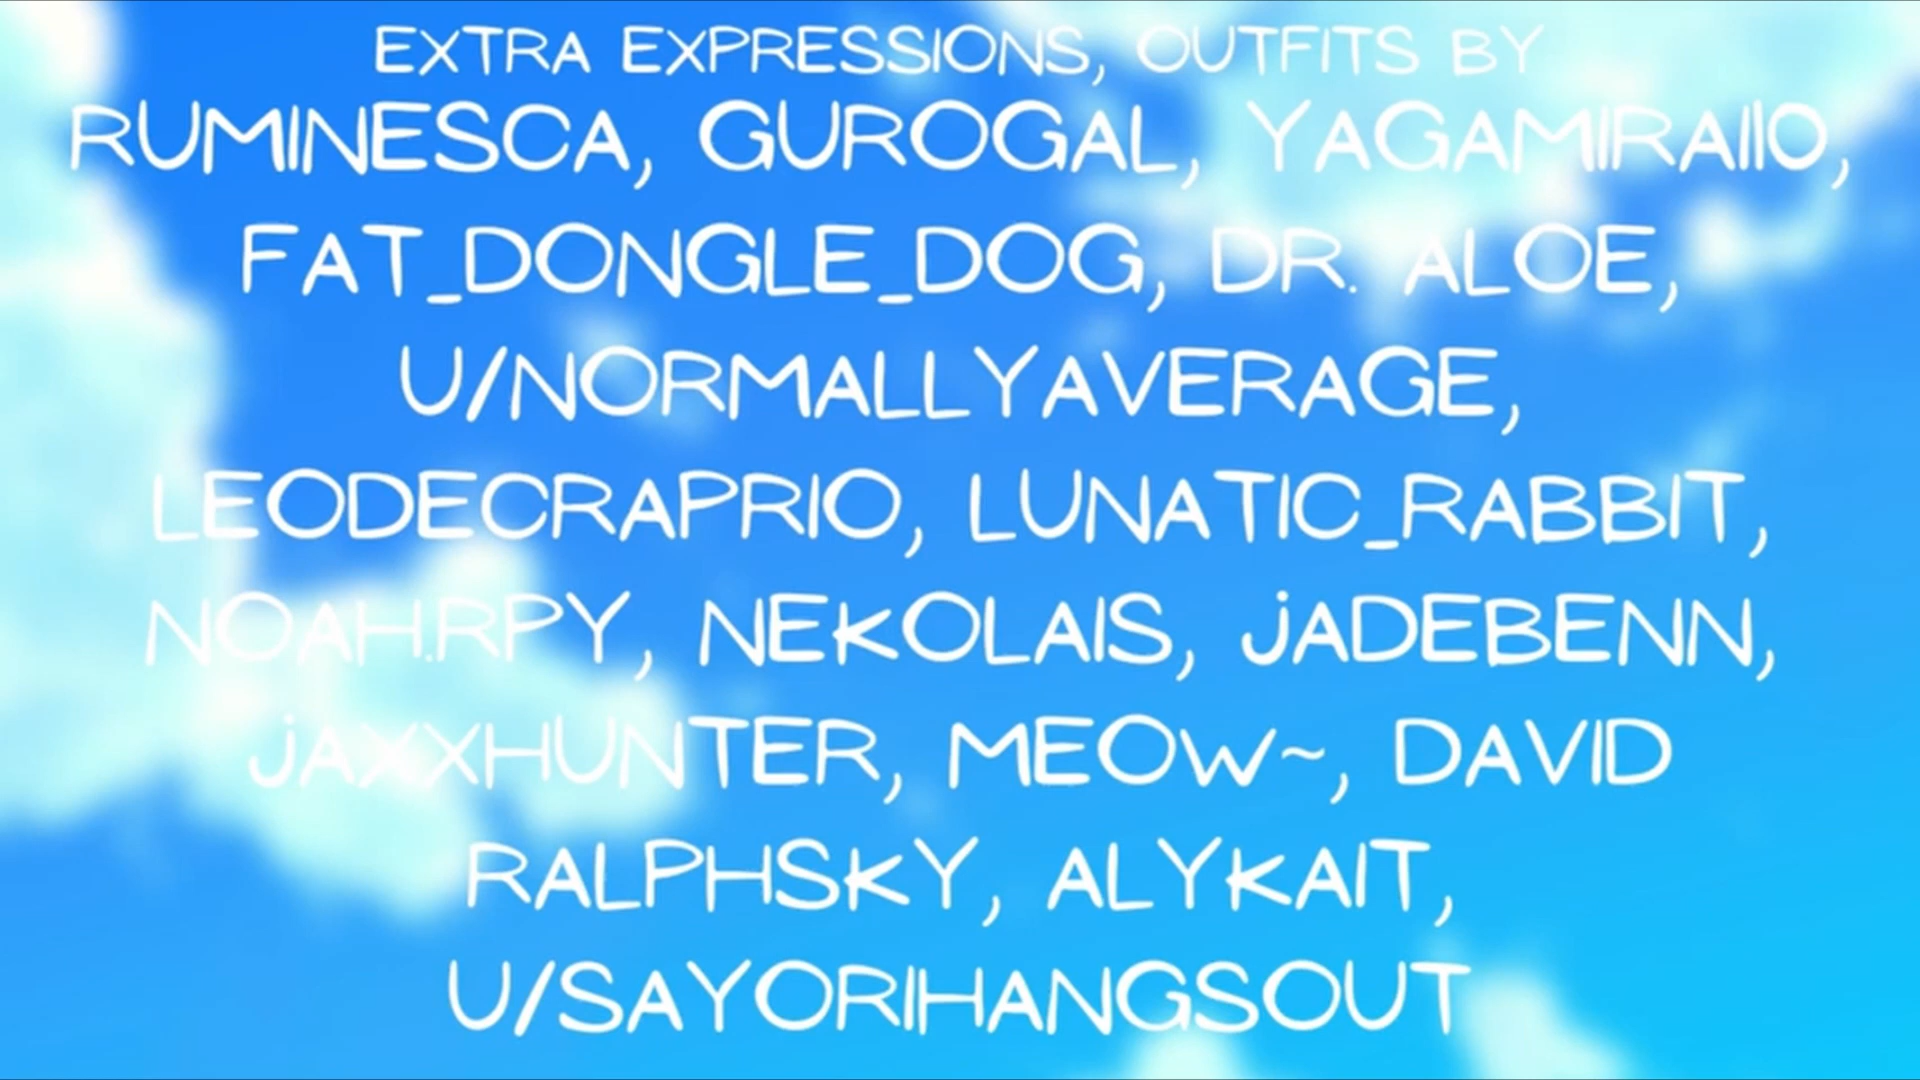 EXTRA EXPRESSIONS, OUTFITS BY
RUMINESCA, GUROGAL, YAGAMIRAI10,
FAT_DONGLE_DOG, DR. ALOE,
U/NORMALLYAVERAGE,
LEODECRAPRIO, LUNATIC_RABBIT,
NOAH.RPY, NEKOLAIS, JADEBENN,
JAXXHUNTER, MEOW~, DAVID
RALPHSKY, ALYKAIT,
U/SAYORIHANGSOUT